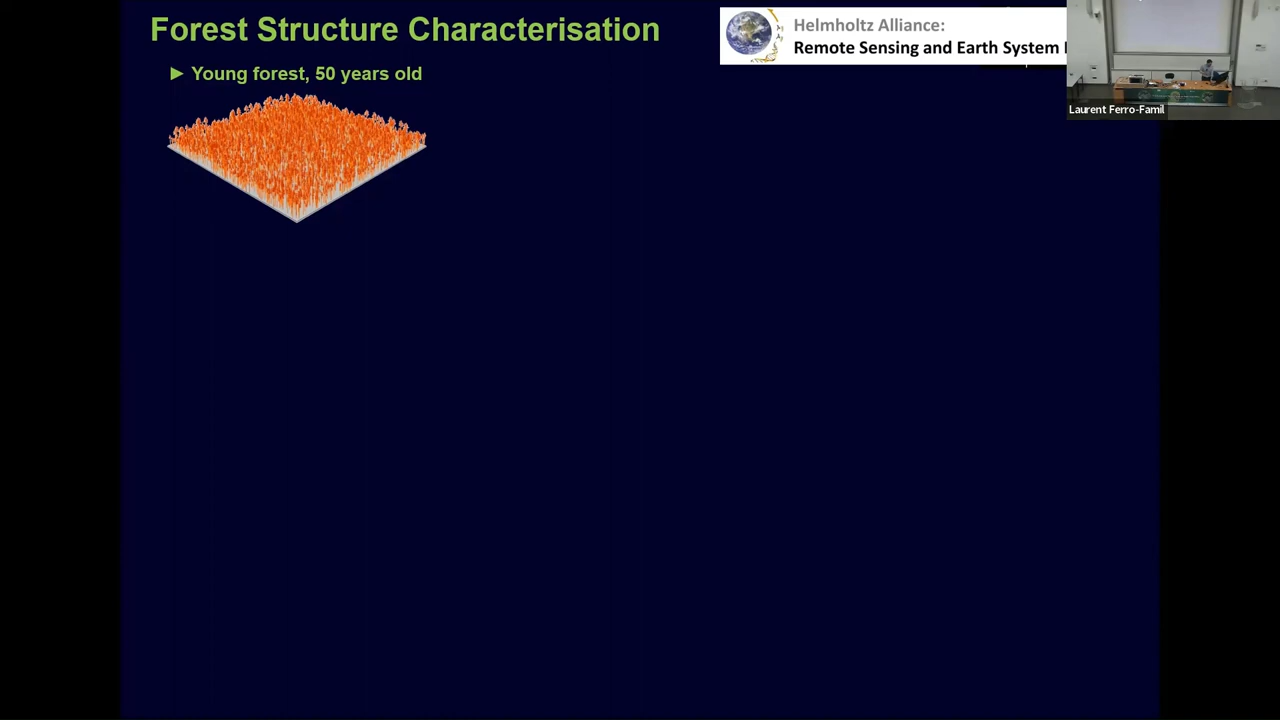 Forest Structure Characterisation
Helmholtz Alliance:
Remote Sensing and Earth System
► Young forest, 50 years old
Laurent Ferro-Famil